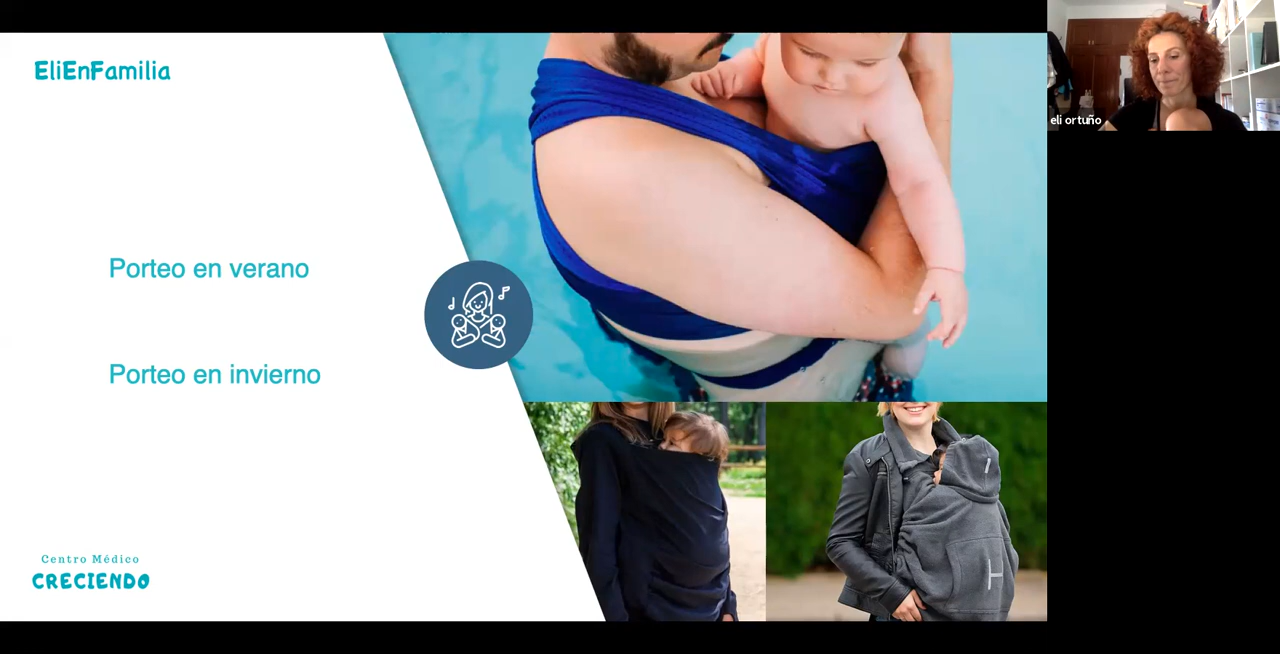 EliEnFamilia
eli ortuño
Porteo en verano
Porteo en invierno
Centro Médico
CRECIENDO